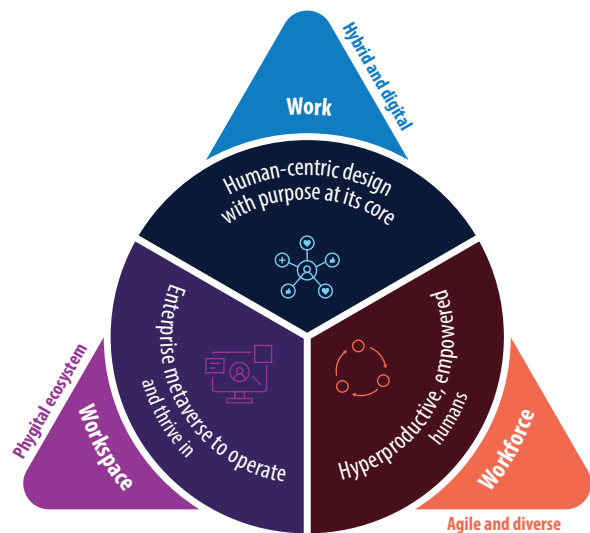 Work
Hybrid and digital
Human-centric design
with purpose at its core
Enterprise metaverse to operate
and thrive in
Hyperproductive, empowered
humans
Phygital ecosystem
Workspace
Workforce
Agile and diverse